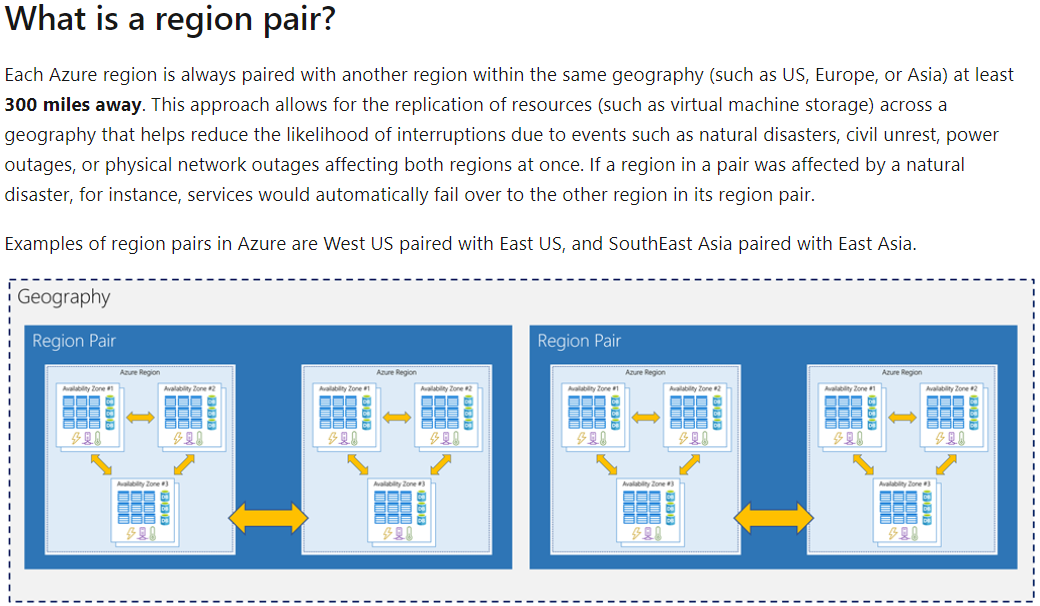 What is a region pair?
Each Azure region is always paired with another region within the same geography (such as US, Europe, or Asia) at least
300 miles away. This approach allows for the replication of resources (such as virtual machine storage) across a
geography that helps reduce the likelihood of interruptions due to events such as natural disasters, civil unrest, power
outages, or physical network outages affecting both regions at once. If a region in a pair was affected by a natural
disaster, for instance, services would automatically fail over to the other region in its region pair.
Examples of region pairs in Azure are West US paired with East US, and SouthEast Asia paired with East Asia.
Geography
Region Pair
Azure Region
Availability Zone #1
Availability Zone #2
Availability Zone #3
Azure Region
Availability Zone #1
Availability Zone #2
Availability Zone #3
Region Pair
Azure Region
Availability Zone #1
Availability Zone #2
Availability Zone #3
Azure Region
Availability Zone #1
Availability Zone #2
Availability Zone #3